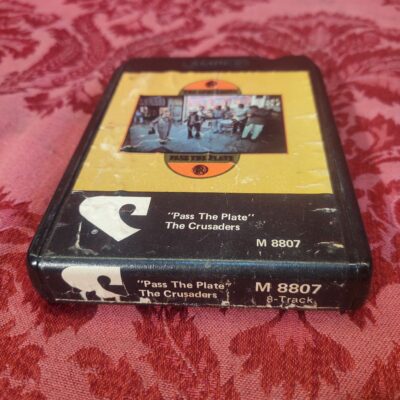 PASS THE PLATE
"Pass The Plate"
The Crusaders
M 8807
"Pass The Plate"
The Crusaders
M 8807
8-Track